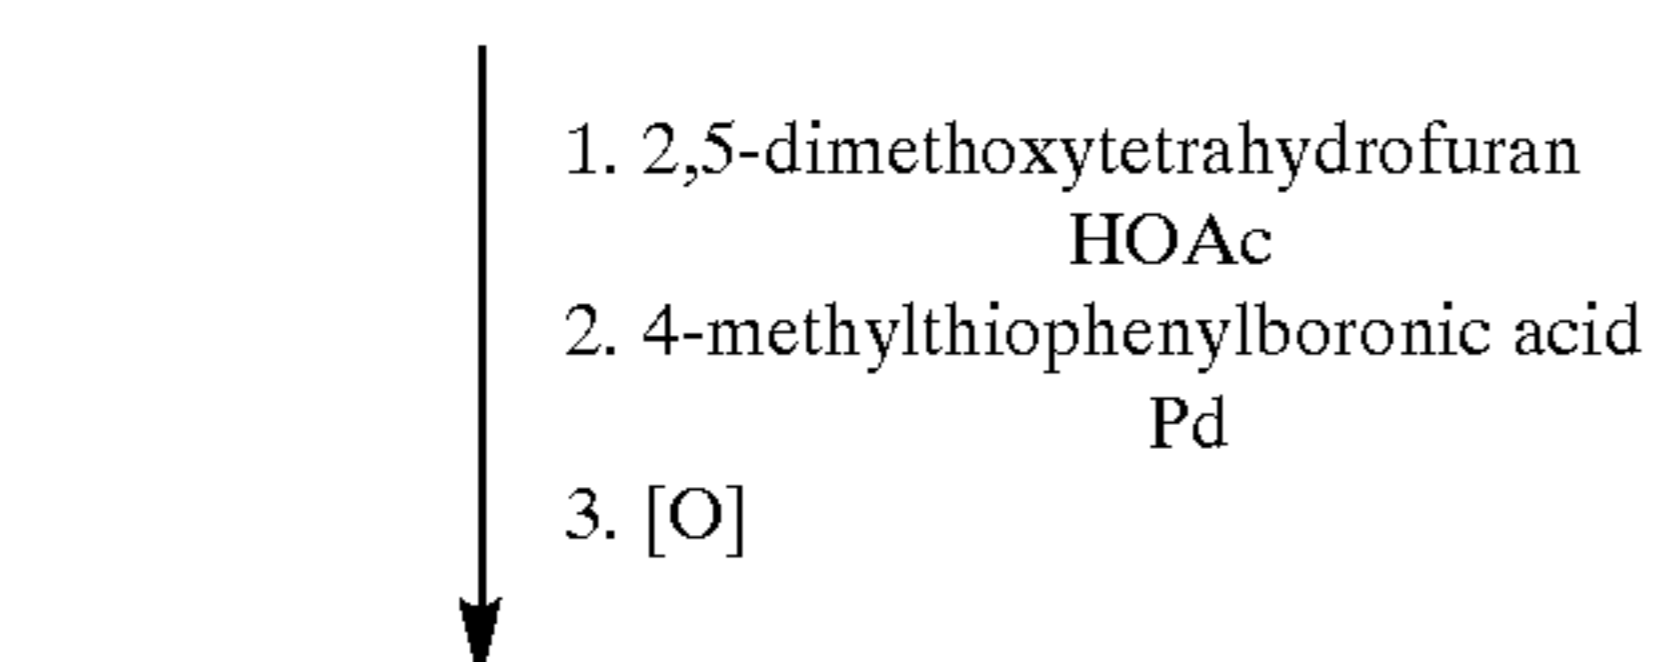 1. 2,5-dimethoxytetrahydrofuran
HOAc
2. 4-methylthiophenylboronic acid
Pd
3. [O]